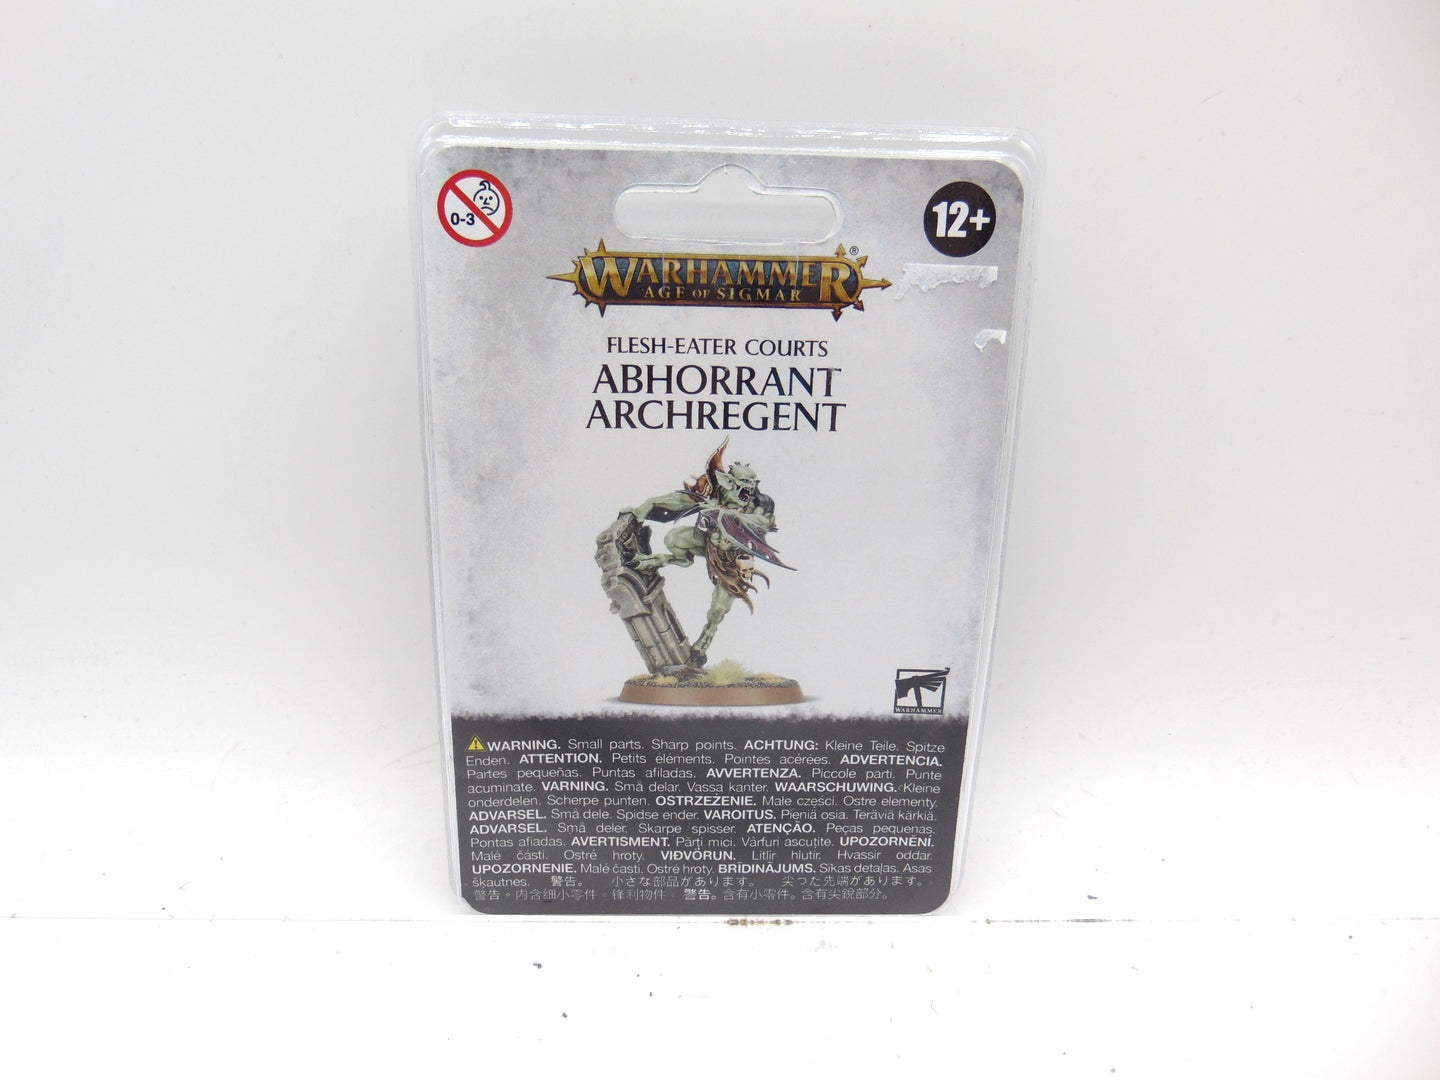 0-3
12+
WARHAMMER®
AGE OF SIGMAR
FLESH-EATER COURTS
ABHORRANT
ARCHREGENT
WARHAMMER
WARNING. Small parts. Sharp points. ACHTUNG: Kleine Teile. Spitze
Enden. ATTENTION. Petits éléments. Pointes acérées. ADVERTENCIA.
Partes pequeñas. Puntas afiladas. AVVERTENZA. Piccole parti. Punte
acuminate. VARNING. Små delar. Vassa kanter. WAARSCHUWING. Kleine
onderdelen. Scherpe punten. OSTRZEŻENIE. Małe części. Ostre elementy.
ADVARSEL. Små dele. Spidse ender. VAROITUS. Pieniä osia. Teräviä kärkiä.
ADVARSEL. Små deler. Skarpe spisser. ATENÇÃO. Peças pequenas.
Pontas afiadas. AVERTISMENT. Părți mici. Vârfuri ascuțite. UPOZORNĚNÍ.
Malé části. Ostré hroty. VIÐVÖRUN. Litlir hlutir. Hvassir oddar.
UPOZORNENIE. Malé časti. Ostré hroty. BRĪDINĀJUMS. Sīkas detaļas. Asas
šķautnes. 警告。 小さな部品があります。 尖った先端があります。
警告。内含细小零件。锋利物件。 警告。含有小零件。含有尖銳部分。